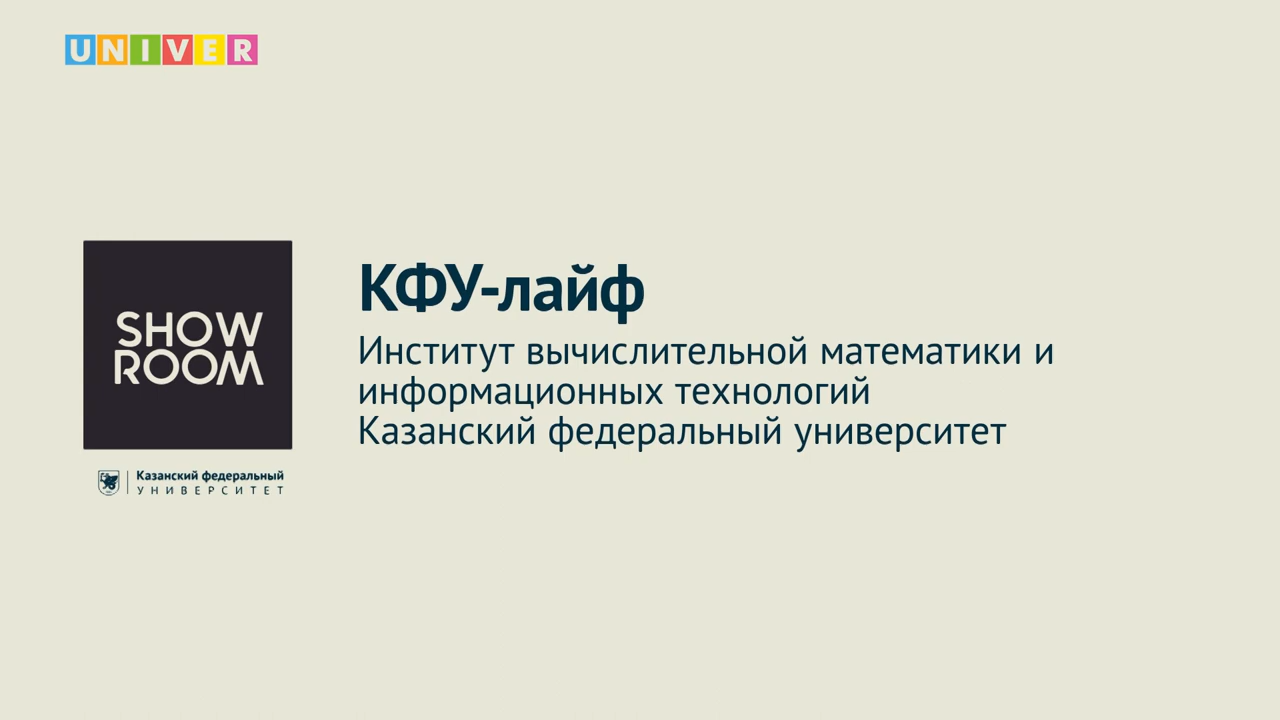 UNIVER
SHOW
ROOM
Казанский федеральный
УНИВЕРСИТЕТ
КФУ-лайф
Институт вычислительной математики и
информационных технологий
Казанский федеральный университет